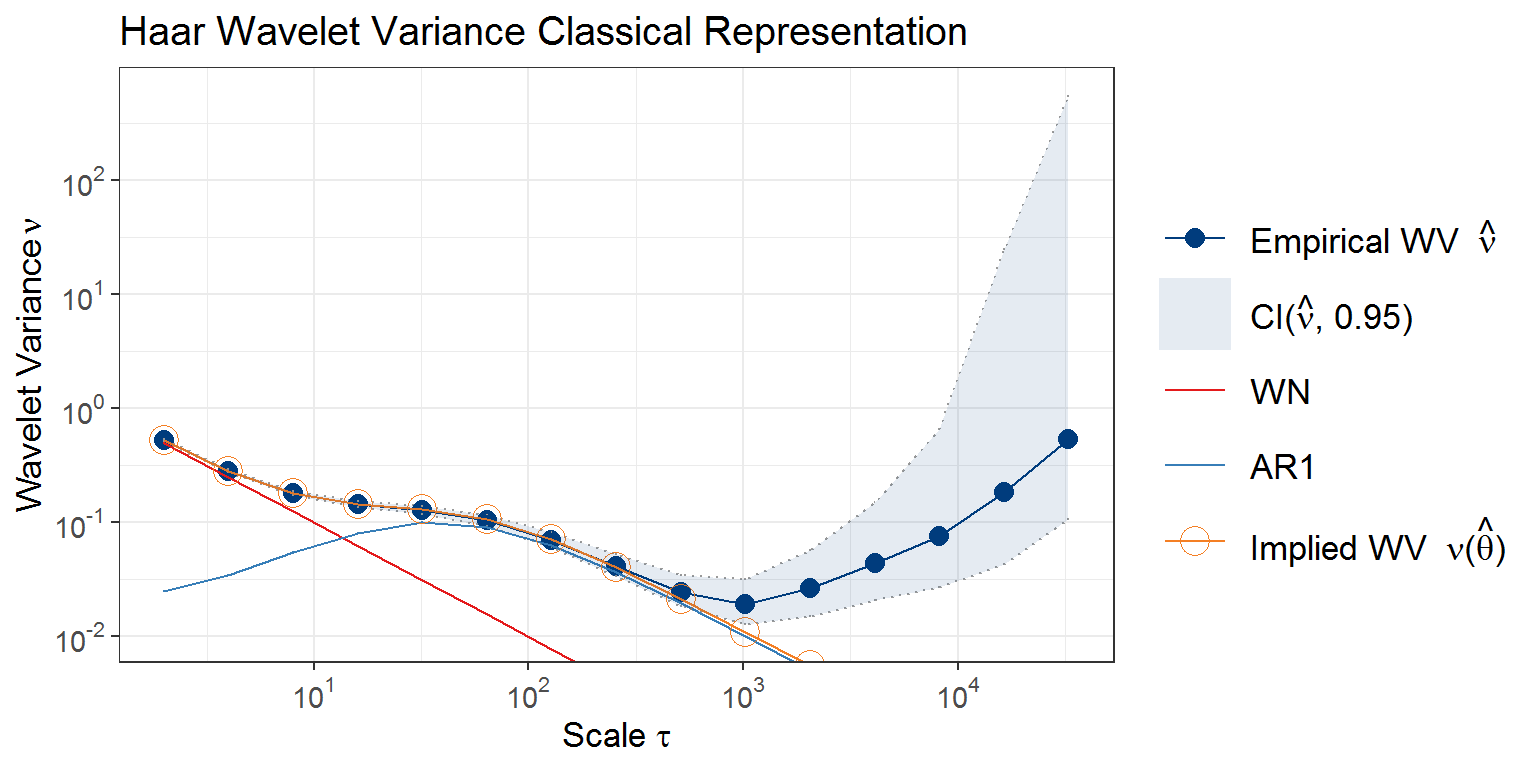 Haar Wavelet Variance Classical Representation
Wavelet Variance ν
10²
10¹
10⁰
10⁻¹
10⁻²
10¹ 10² 10³ 10⁴
Scale τ
Empirical WV ν̂
CI(ν̂, 0.95)
WN
AR1
Implied WV ν(θ̂)